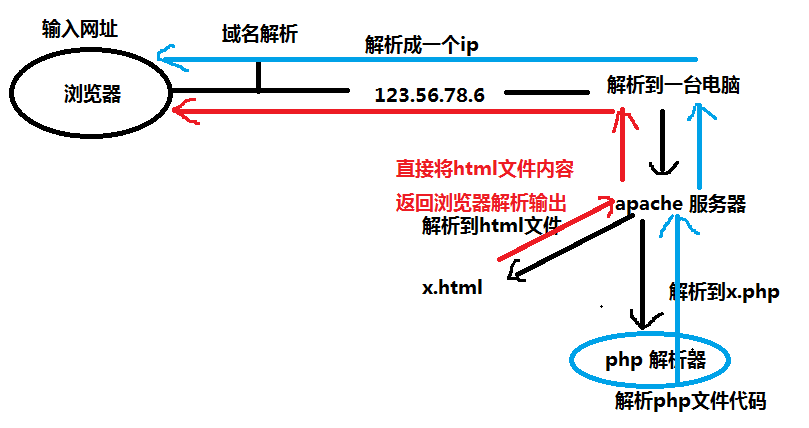 输入网址
域名解析
解析成一个ip
浏览器
123.56.78.6
解析到一台电脑
直接将html文件内容
返回浏览器解析输出
apache 服务器
解析到html文件
x.html
解析到x.php
php 解析器
解析php文件代码